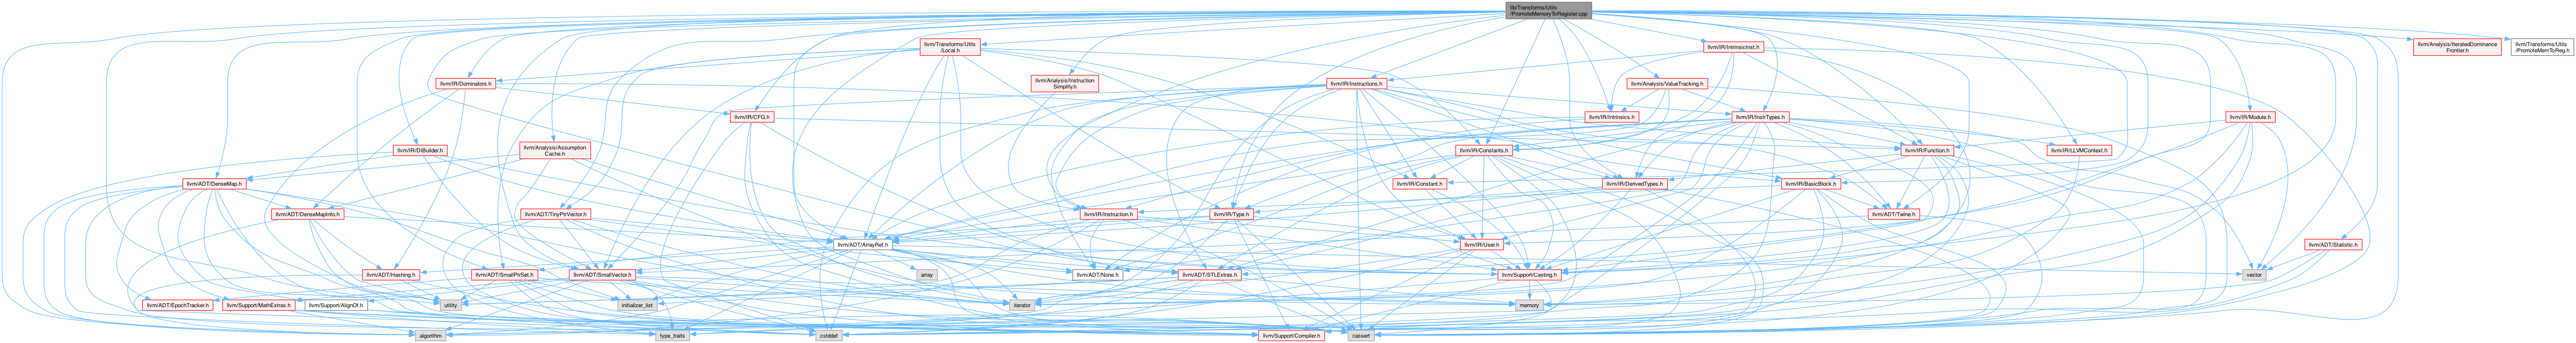 lib/Transforms/Utils
/PromoteMemoryToRegister.cpp
llvm/Transforms/Utils
/Local.h
llvm/IR/IntrinsicInst.h
llvm/Analysis/IteratedDominance
Frontier.h
llvm/Transforms/Utils
/PromoteMemToReg.h
llvm/IR/Dominators.h
llvm/Analysis/Instruction
Simplify.h
llvm/IR/Instructions.h
llvm/Analysis/ValueTracking.h
llvm/IR/CFG.h
llvm/IR/Intrinsics.h
llvm/IR/InstrTypes.h
llvm/IR/Module.h
llvm/IR/DIBuilder.h
llvm/Analysis/Assumption
Cache.h
llvm/IR/Constants.h
llvm/IR/Function.h
llvm/IR/LLVMContext.h
llvm/ADT/DenseMap.h
llvm/IR/Constant.h
llvm/IR/DerivedTypes.h
llvm/IR/BasicBlock.h
llvm/ADT/DenseMapInfo.h
llvm/ADT/TinyPtrVector.h
llvm/IR/Instruction.h
llvm/IR/Type.h
llvm/ADT/Twine.h
llvm/ADT/ArrayRef.h
llvm/IR/User.h
llvm/ADT/Statistic.h
llvm/ADT/Hashing.h
llvm/ADT/SmallPtrSet.h
llvm/ADT/SmallVector.h
array
llvm/ADT/None.h
llvm/ADT/STLExtras.h
llvm/Support/Casting.h
vector
llvm/ADT/EpochTracker.h
llvm/Support/MathExtras.h
llvm/Support/AlignOf.h
utility
initializer_list
iterator
memory
algorithm
type_traits
cstddef
llvm/Support/Compiler.h
cassert